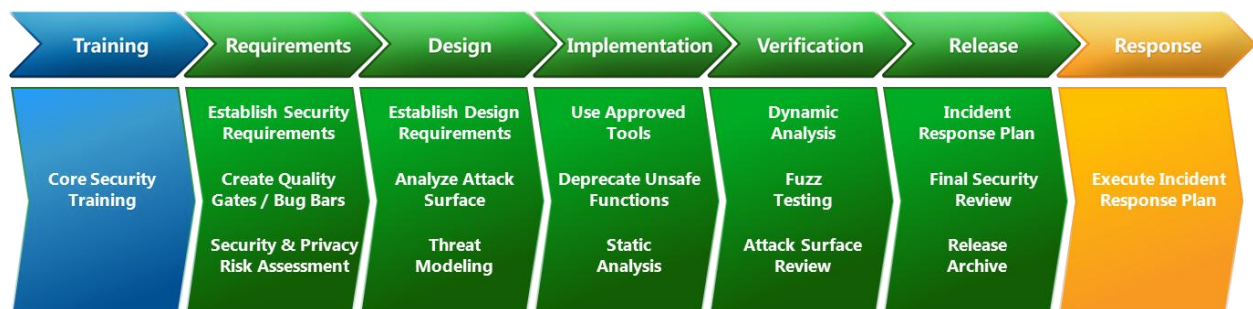 Training
Requirements
Design
Implementation
Verification
Release
Response
Core Security
Training
Establish Security
Requirements
Create Quality
Gates / Bug Bars
Security & Privacy
Risk Assessment
Establish Design
Requirements
Analyze Attack
Surface
Threat
Modeling
Use Approved
Tools
Deprecate Unsafe
Functions
Static
Analysis
Dynamic
Analysis
Fuzz
Testing
Attack Surface
Review
Incident
Response Plan
Final Security
Review
Release
Archive
Execute Incident
Response Plan